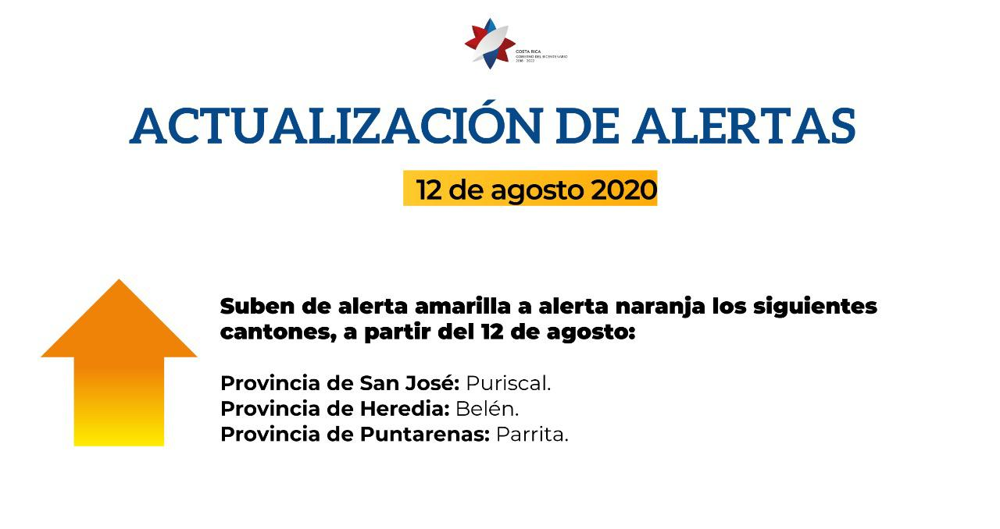 COSTA RICA
GOBIERNO DEL BICENTENARIO
2018 - 2022
ACTUALIZACIÓN DE ALERTAS
12 de agosto 2020
Suben de alerta amarilla a alerta naranja los siguientes
cantones, a partir del 12 de agosto:
Provincia de San José: Puriscal.
Provincia de Heredia: Belén.
Provincia de Puntarenas: Parrita.